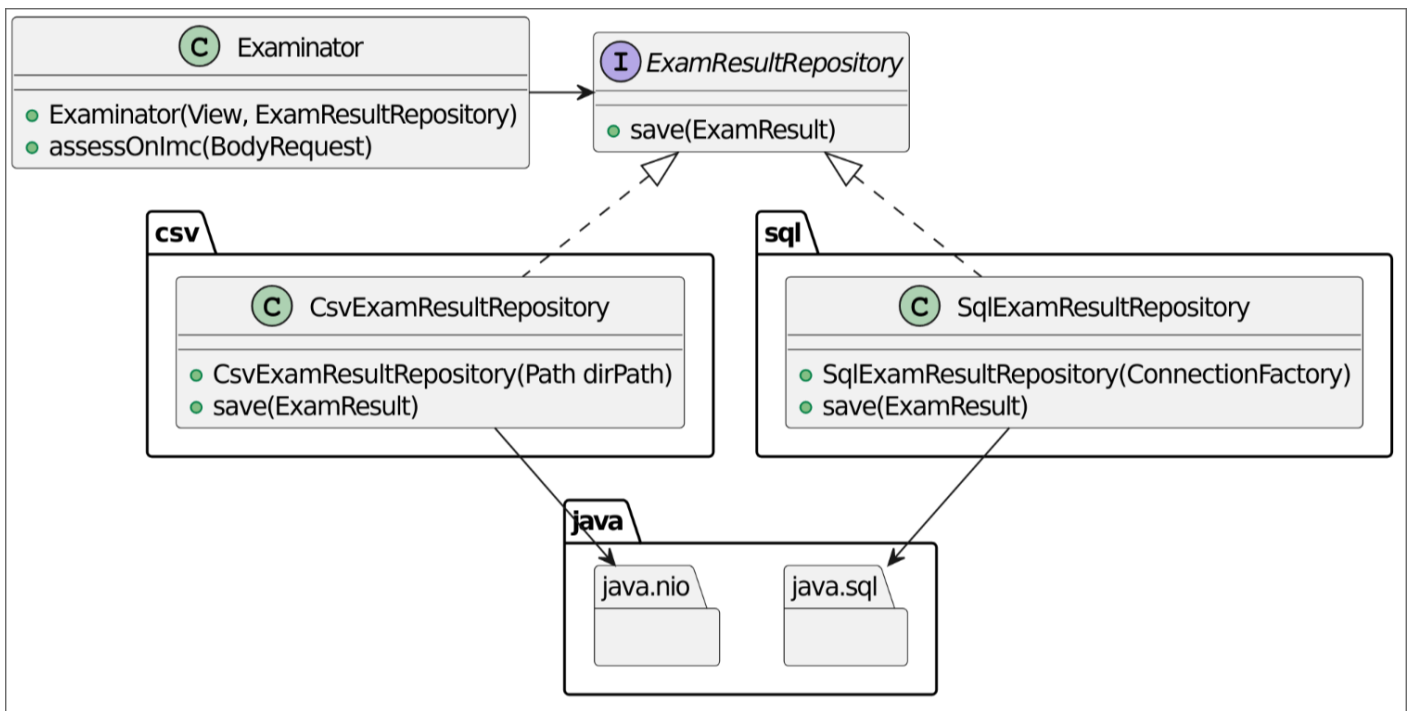 C Examinator
Examinator(View, ExamResultRepository)
assessOnImc(BodyRequest)
I ExamResultRepository
save(ExamResult)
csv
C CsvExamResultRepository
CsvExamResultRepository(Path dirPath)
save(ExamResult)
sql
C SqlExamResultRepository
SqlExamResultRepository(ConnectionFactory)
save(ExamResult)
java
java.nio
java.sql